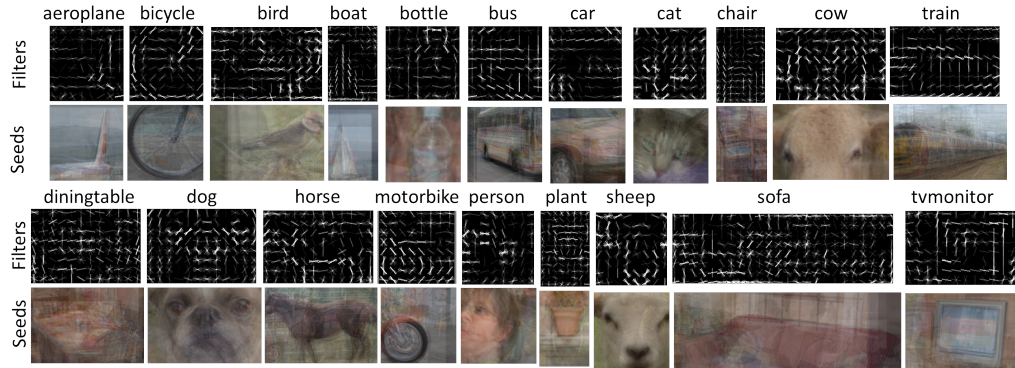 aeroplane bicycle bird boat bottle bus car cat chair cow train
Filters
Seeds
diningtable dog horse motorbike person plant sheep sofa tvmonitor
Filters
Seeds